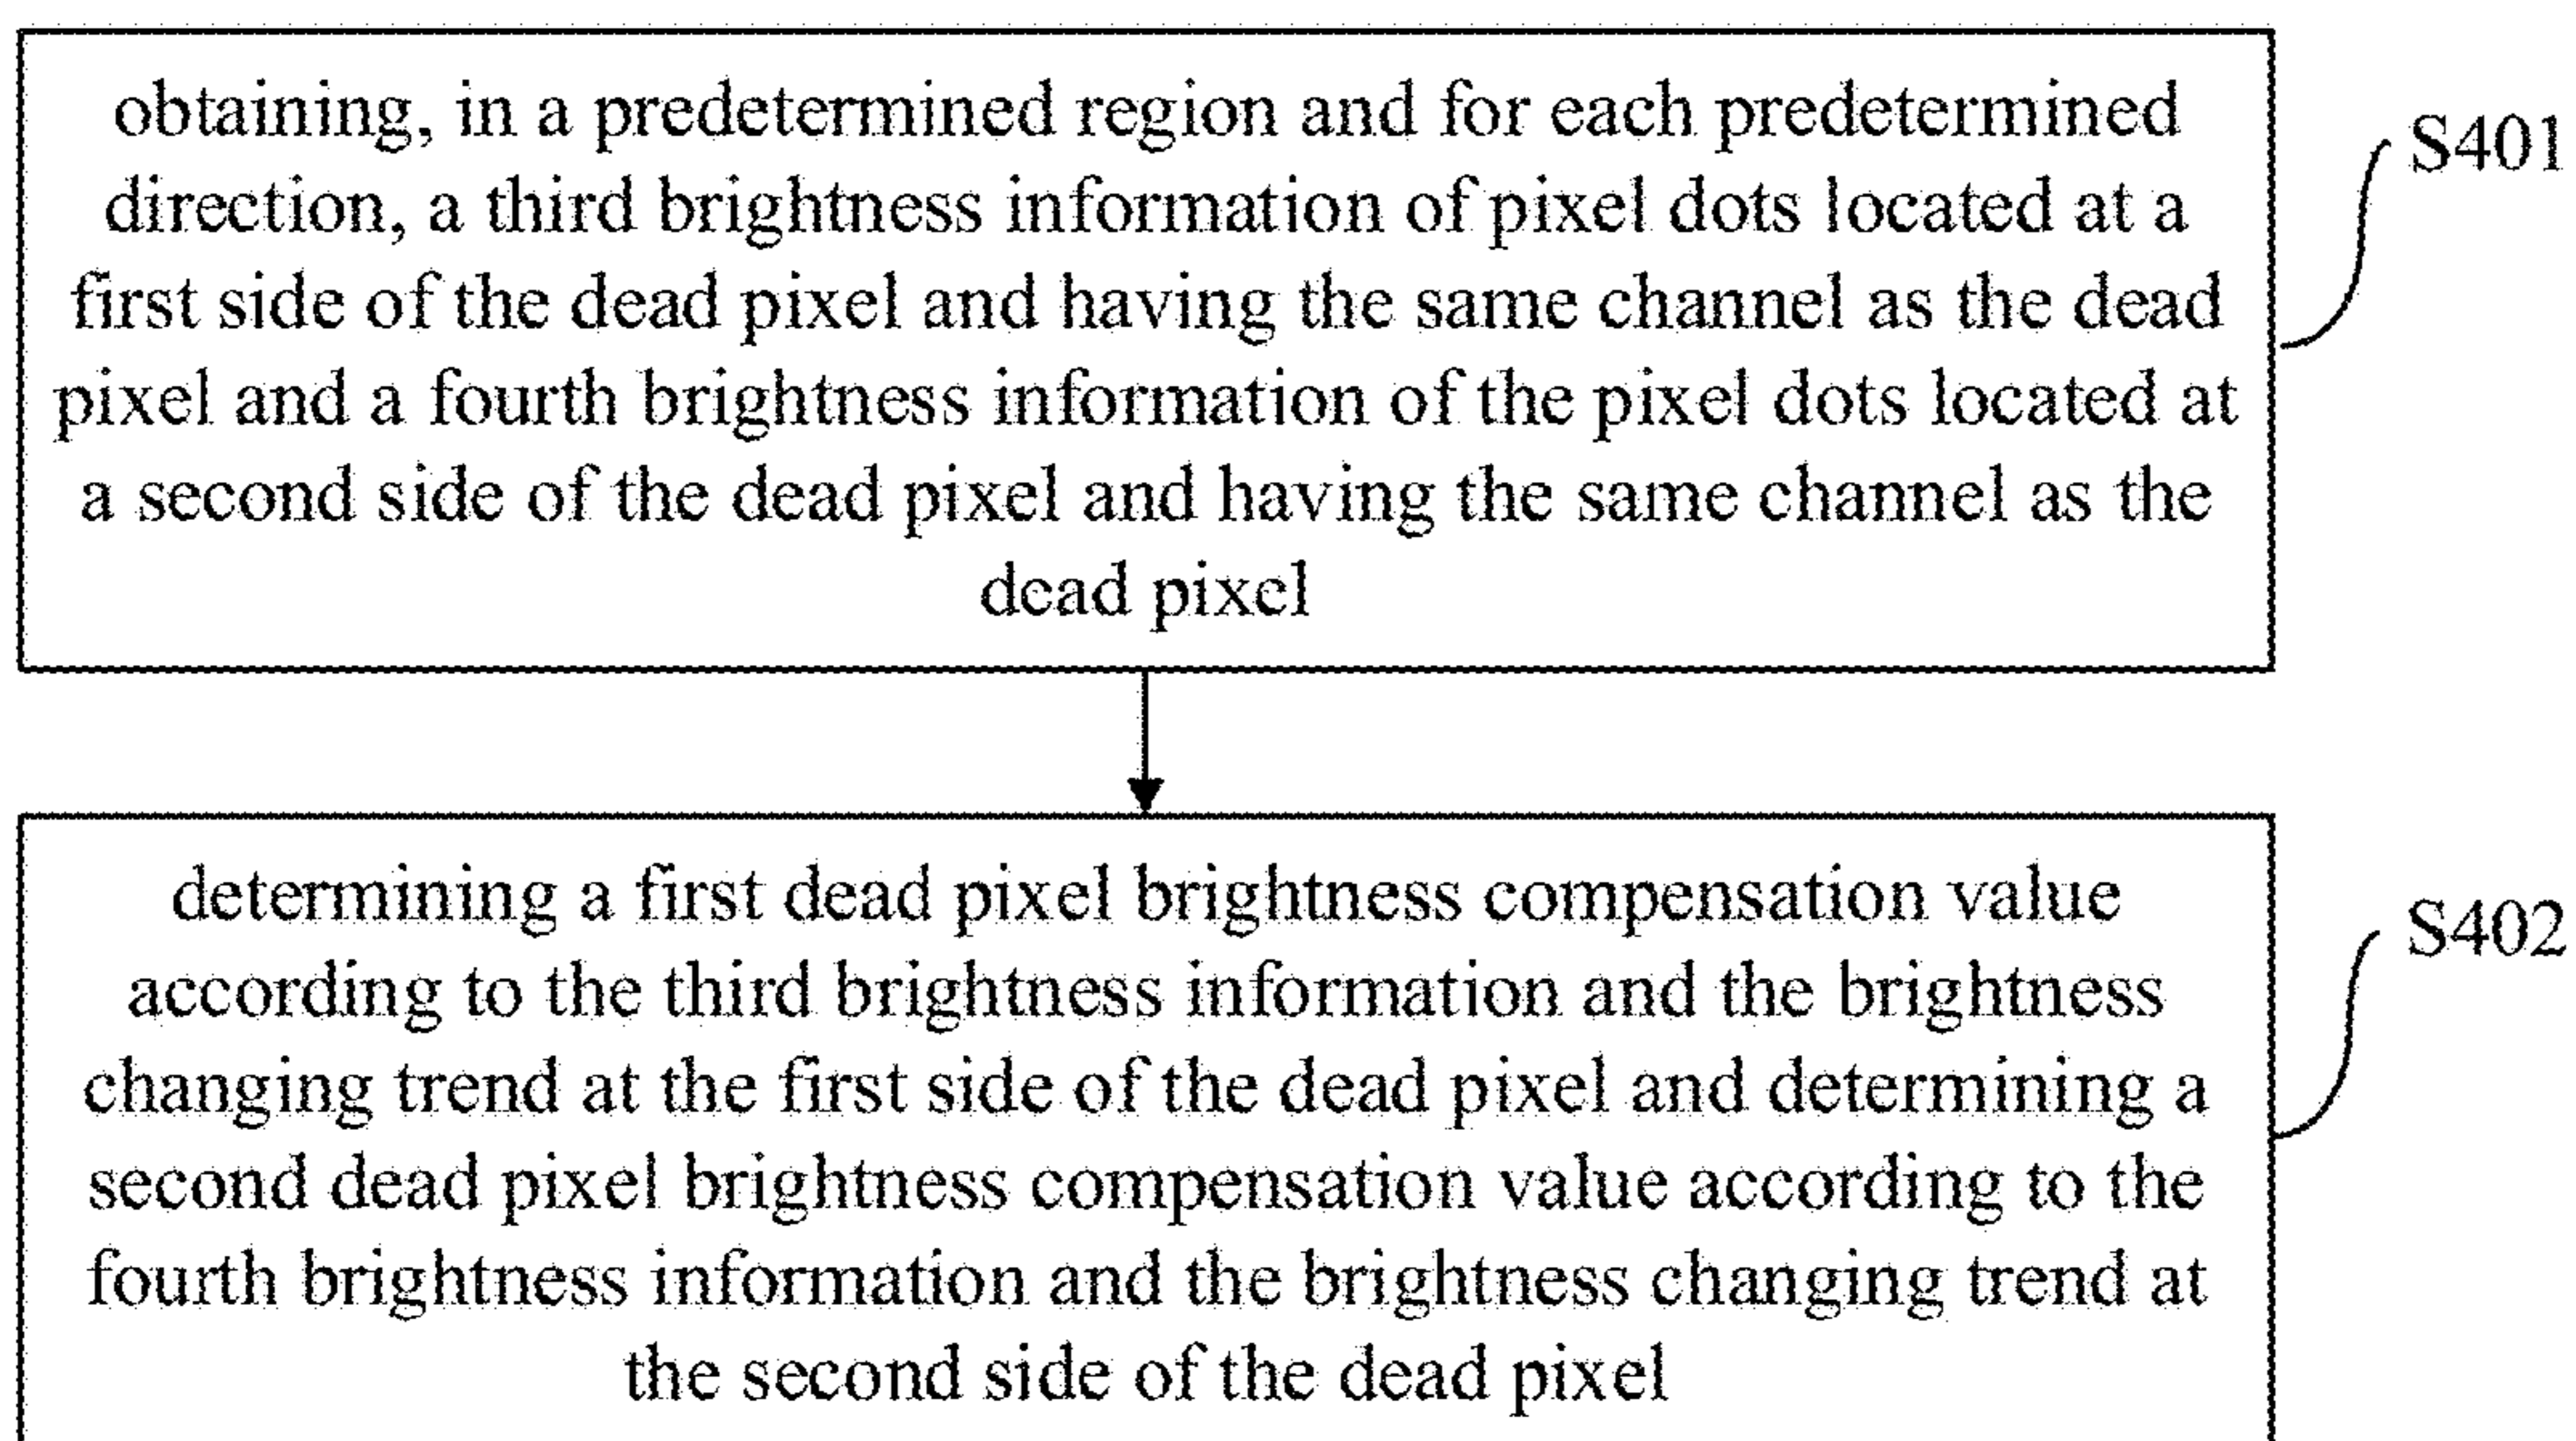 obtaining, in a predetermined region and for each predetermined
direction, a third brightness information of pixel dots located at a
first side of the dead pixel and having the same channel as the dead
pixel and a fourth brightness information of the pixel dots located at
a second side of the dead pixel and having the same channel as the
dead pixel
S401
determining a first dead pixel brightness compensation value
according to the third brightness information and the brightness
changing trend at the first side of the dead pixel and determining a
second dead pixel brightness compensation value according to the
fourth brightness information and the brightness changing trend at
the second side of the dead pixel
S402